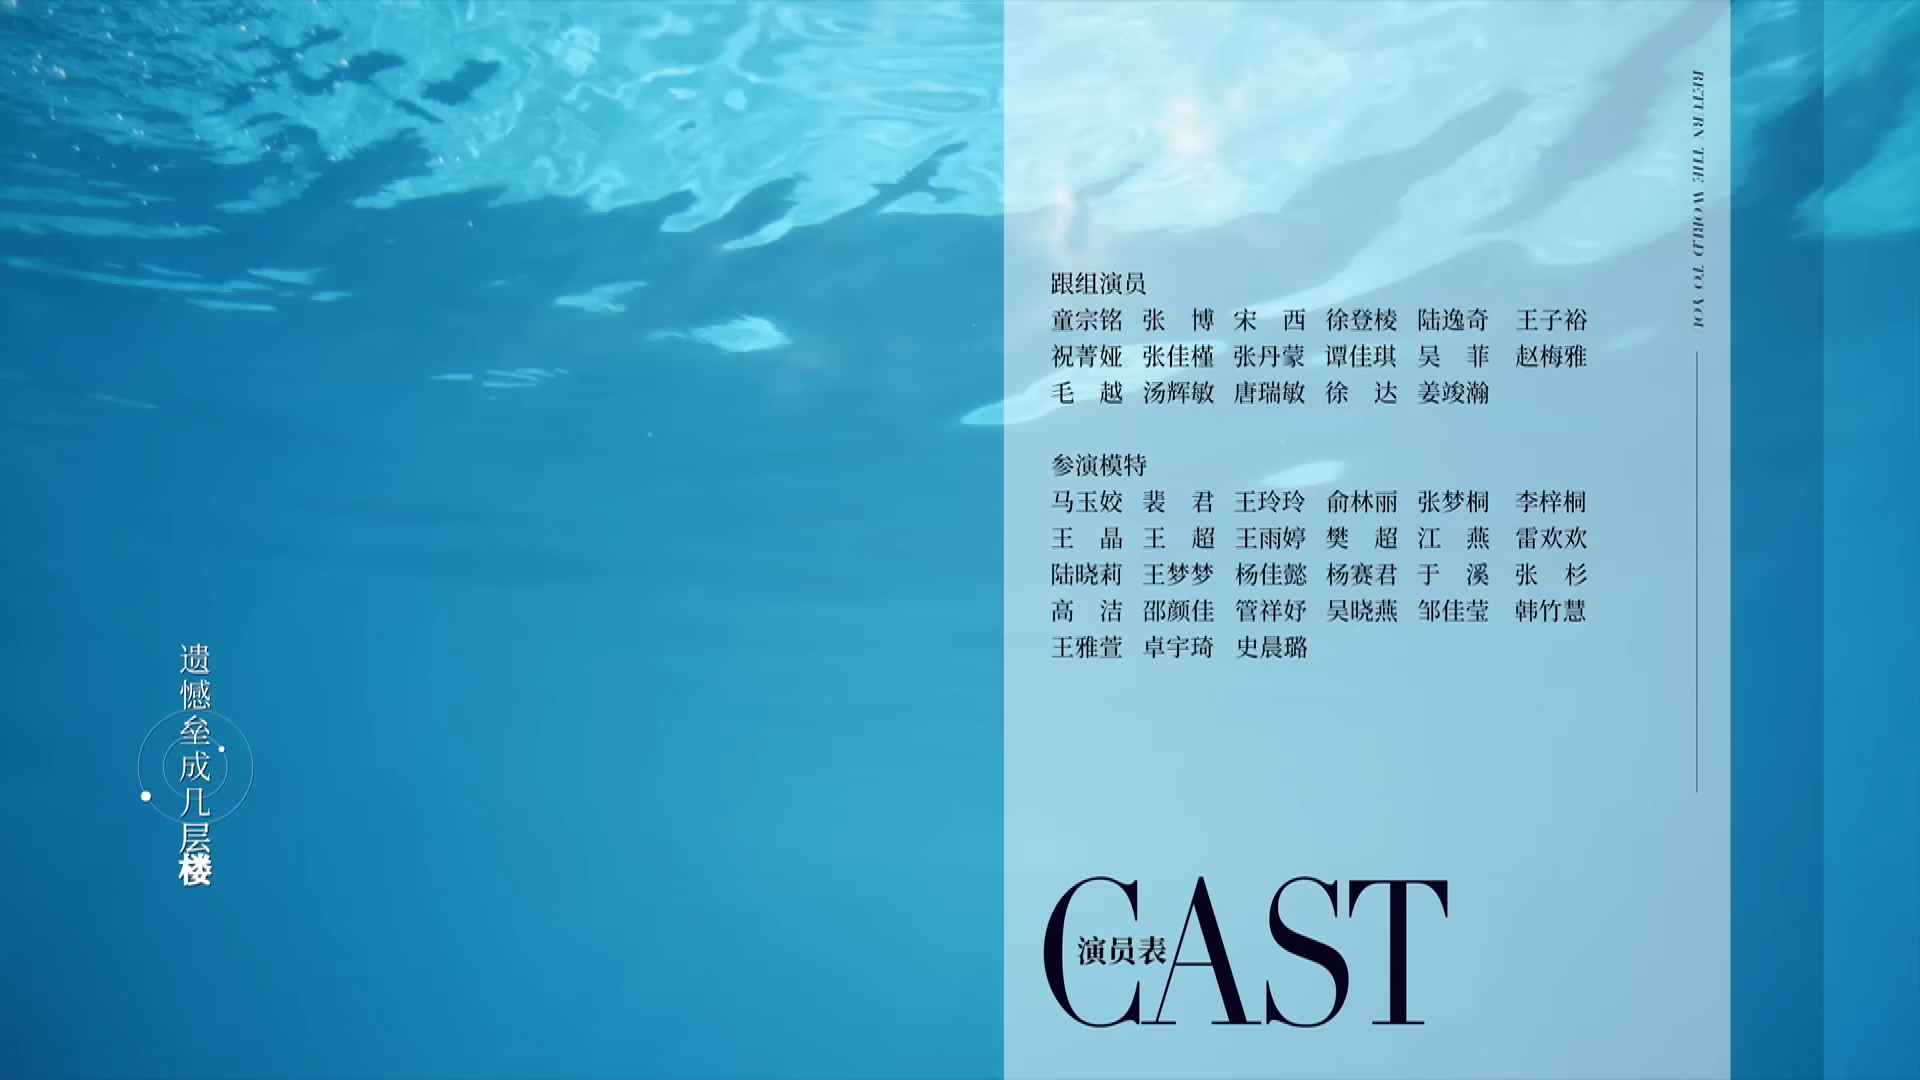 遗憾垒成几层楼
RETURN THE WORLD TO YOU
跟组演员
童宗铭 张 博 宋 西 徐登棱 陆逸奇 王子裕
祝菁娅 张佳槿 张丹蒙 谭佳琪 吴 菲 赵梅雅
毛 越 汤辉敏 唐瑞敏 徐 达 姜竣瀚
参演模特
马玉姣 裴 君 王玲玲 俞林丽 张梦桐 李梓桐
王 晶 王 超 王雨婷 樊 超 江 燕 雷欢欢
陆晓莉 王梦梦 杨佳懿 杨赛君 于 溪 张 杉
高 洁 邵颜佳 管祥妤 吴晓燕 邹佳莹 韩竹慧
王雅萱 卓宇琦 史晨璐
CAST
演员表